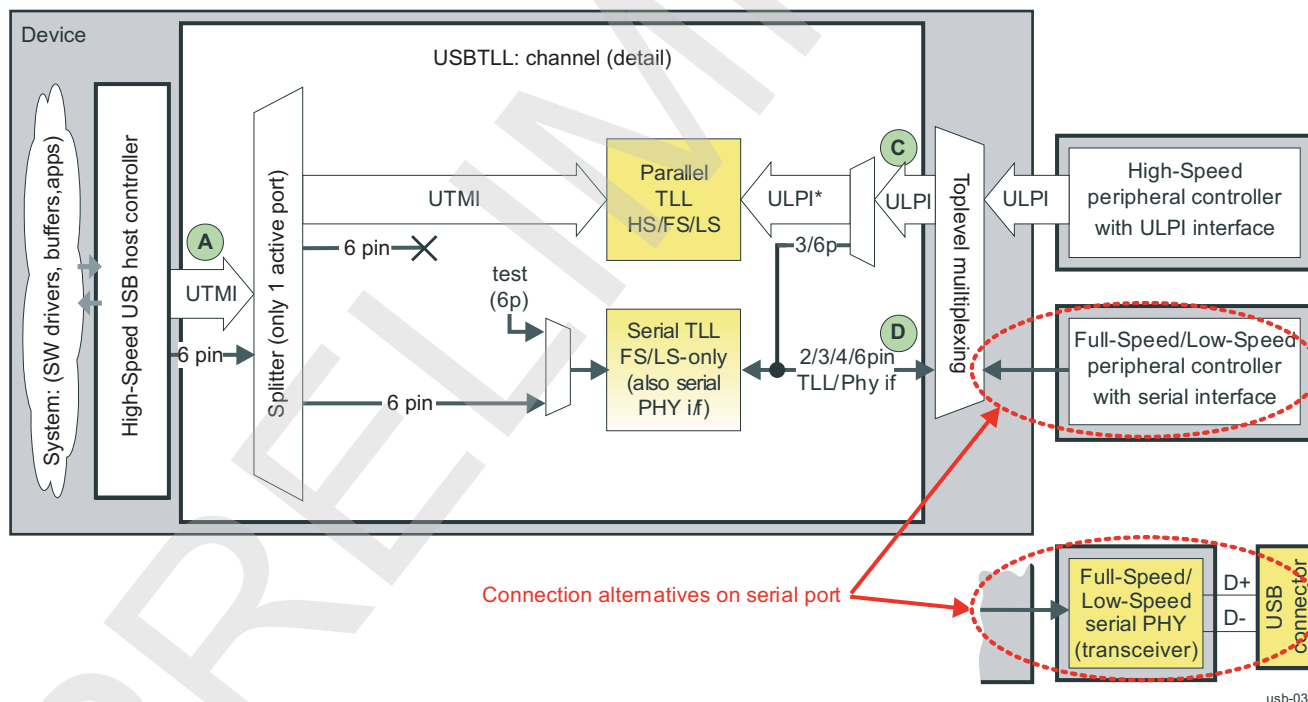 Device
USBTLL: channel (detail)
System: (SW drivers, buffers,apps)
High-Speed USB host controller
A
UTMI
6 pin
Splitter (only 1 active port)
UTMI
6 pin
test
(6p)
6 pin
Parallel
TLL
HS/FS/LS
Serial TLL
FS/LS-only
(also serial
PHY i/f)
ULPI*
3/6p
C
ULPI
D
2/3/4/6pin
TLL/Phy if
Toplevel muiltiplexing
ULPI
High-Speed
peripheral controller
with ULPI interface
Full-Speed/Low-Speed
peripheral controller
with serial interface
Connection alternatives on serial port
Full-Speed/
Low-Speed
serial PHY
(transceiver)
D+
D-
USB
connector
usb-03